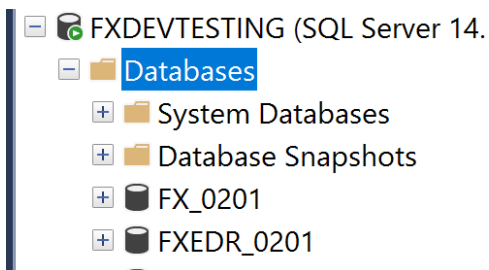 FXDEVTESTING (SQL Server 14.
Databases
System Databases
Database Snapshots
FX_0201
FXEDR_0201